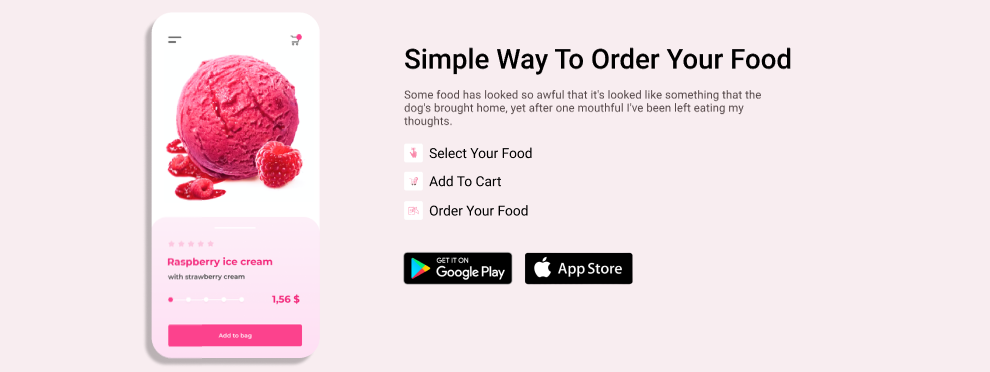 Simple Way To Order Your Food
Some food has looked so awful that it's looked like something that the
dog's brought home, yet after one mouthful I've been left eating my
thoughts.
Select Your Food
Add To Cart
Order Your Food
GET IT ON
Google Play
App Store
Raspberry ice cream
with strawberry cream
1,56 $
Add to bag